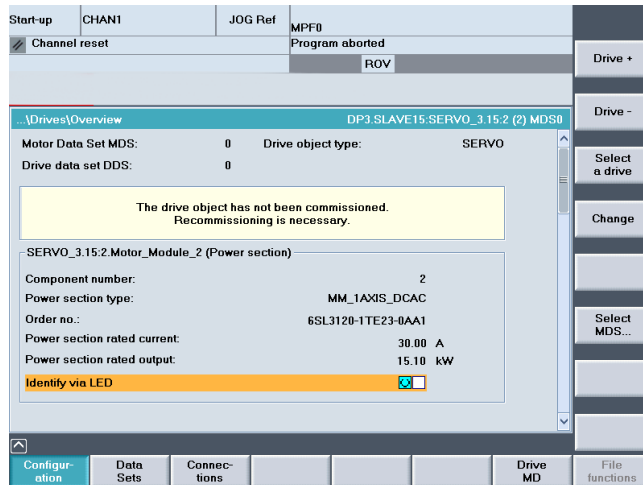 Start-up CHAN1 JOG Ref MPF0
Channel reset Program aborted
ROV
...\Drives\Overview DP3.SLAVE15:SERVO_3.15:2 (2) MDS0
Motor Data Set MDS: 0 Drive object type: SERVO
Drive data set DDS: 0
The drive object has not been commissioned.
Recommissioning is necessary.
SERVO_3.15:2.Motor_Module_2 (Power section)
Component number: 2
Power section type: MM_1AXIS_DCAC
Order no.: 6SL3120-1TE23-0AA1
Power section rated current: 30.00 A
Power section rated output: 15.10 kW
Identify via LED
Drive +
Drive -
Select
a drive
Change
Select
MDS...
Configur-
ation
Data
Sets
Connec-
tions
Drive
MD
File
functions